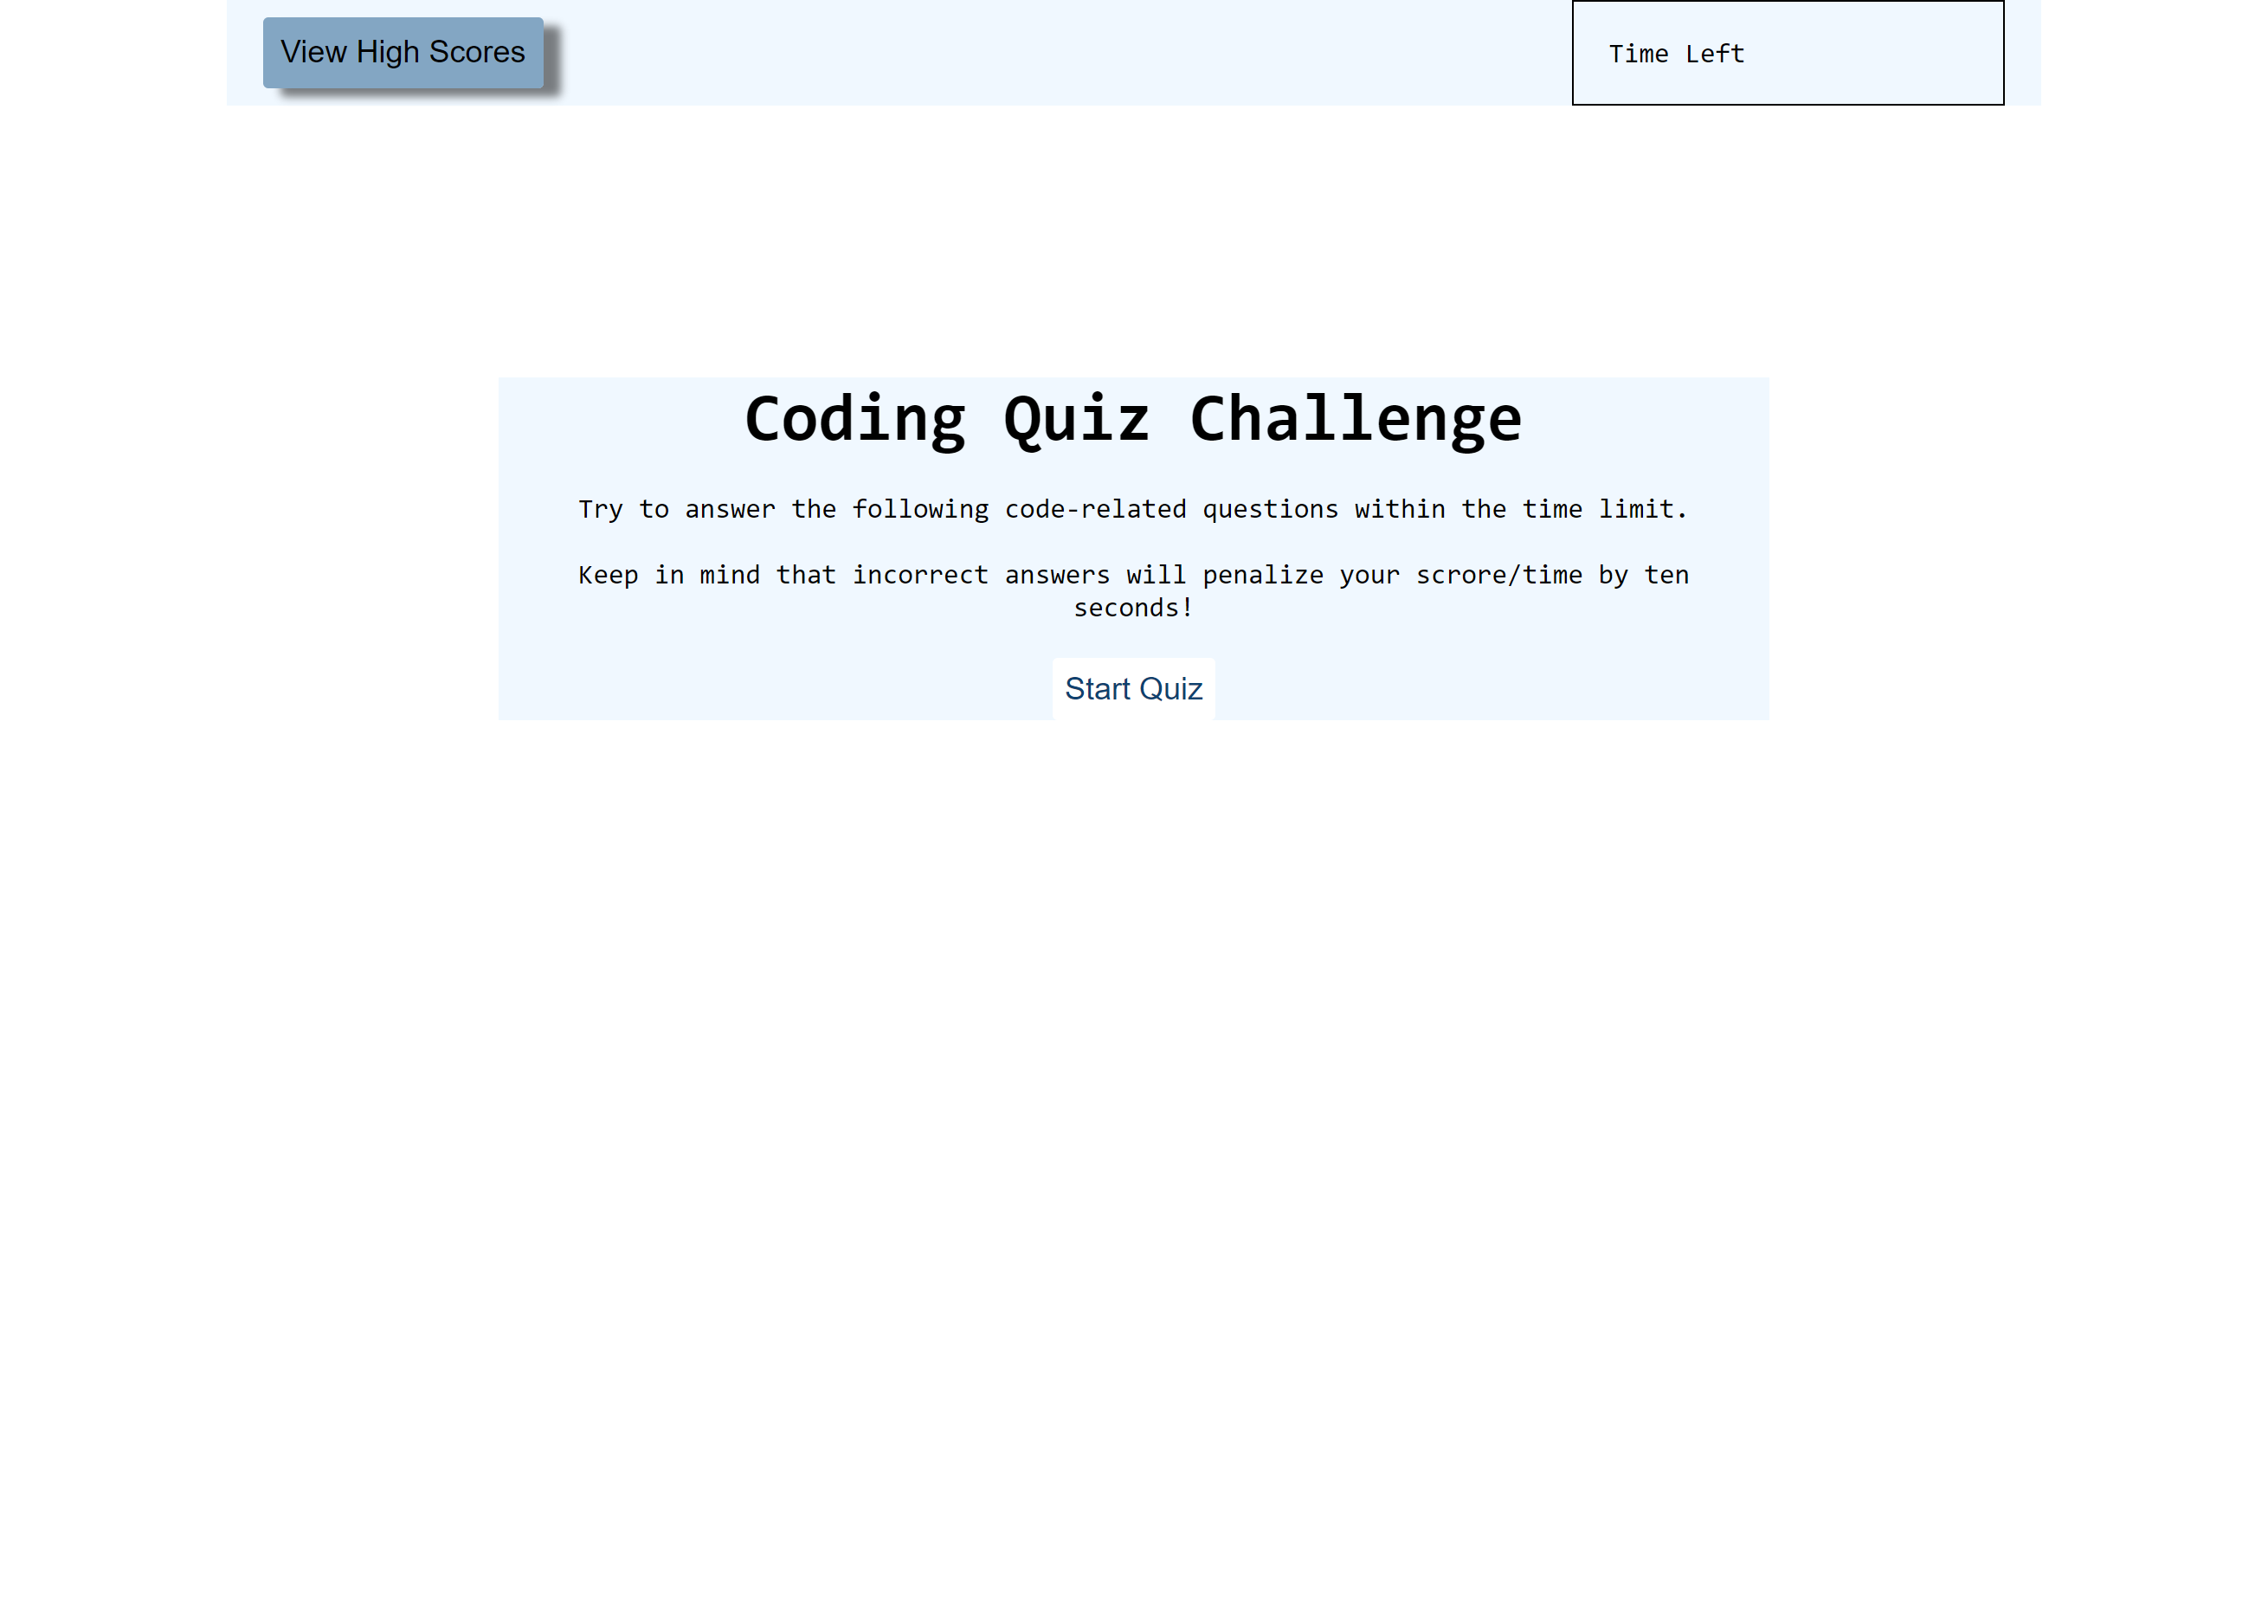 View High Scores
Time Left
Coding Quiz Challenge
Try to answer the following code-related questions within the time limit.
Keep in mind that incorrect answers will penalize your scrore/time by ten
seconds!
Start Quiz